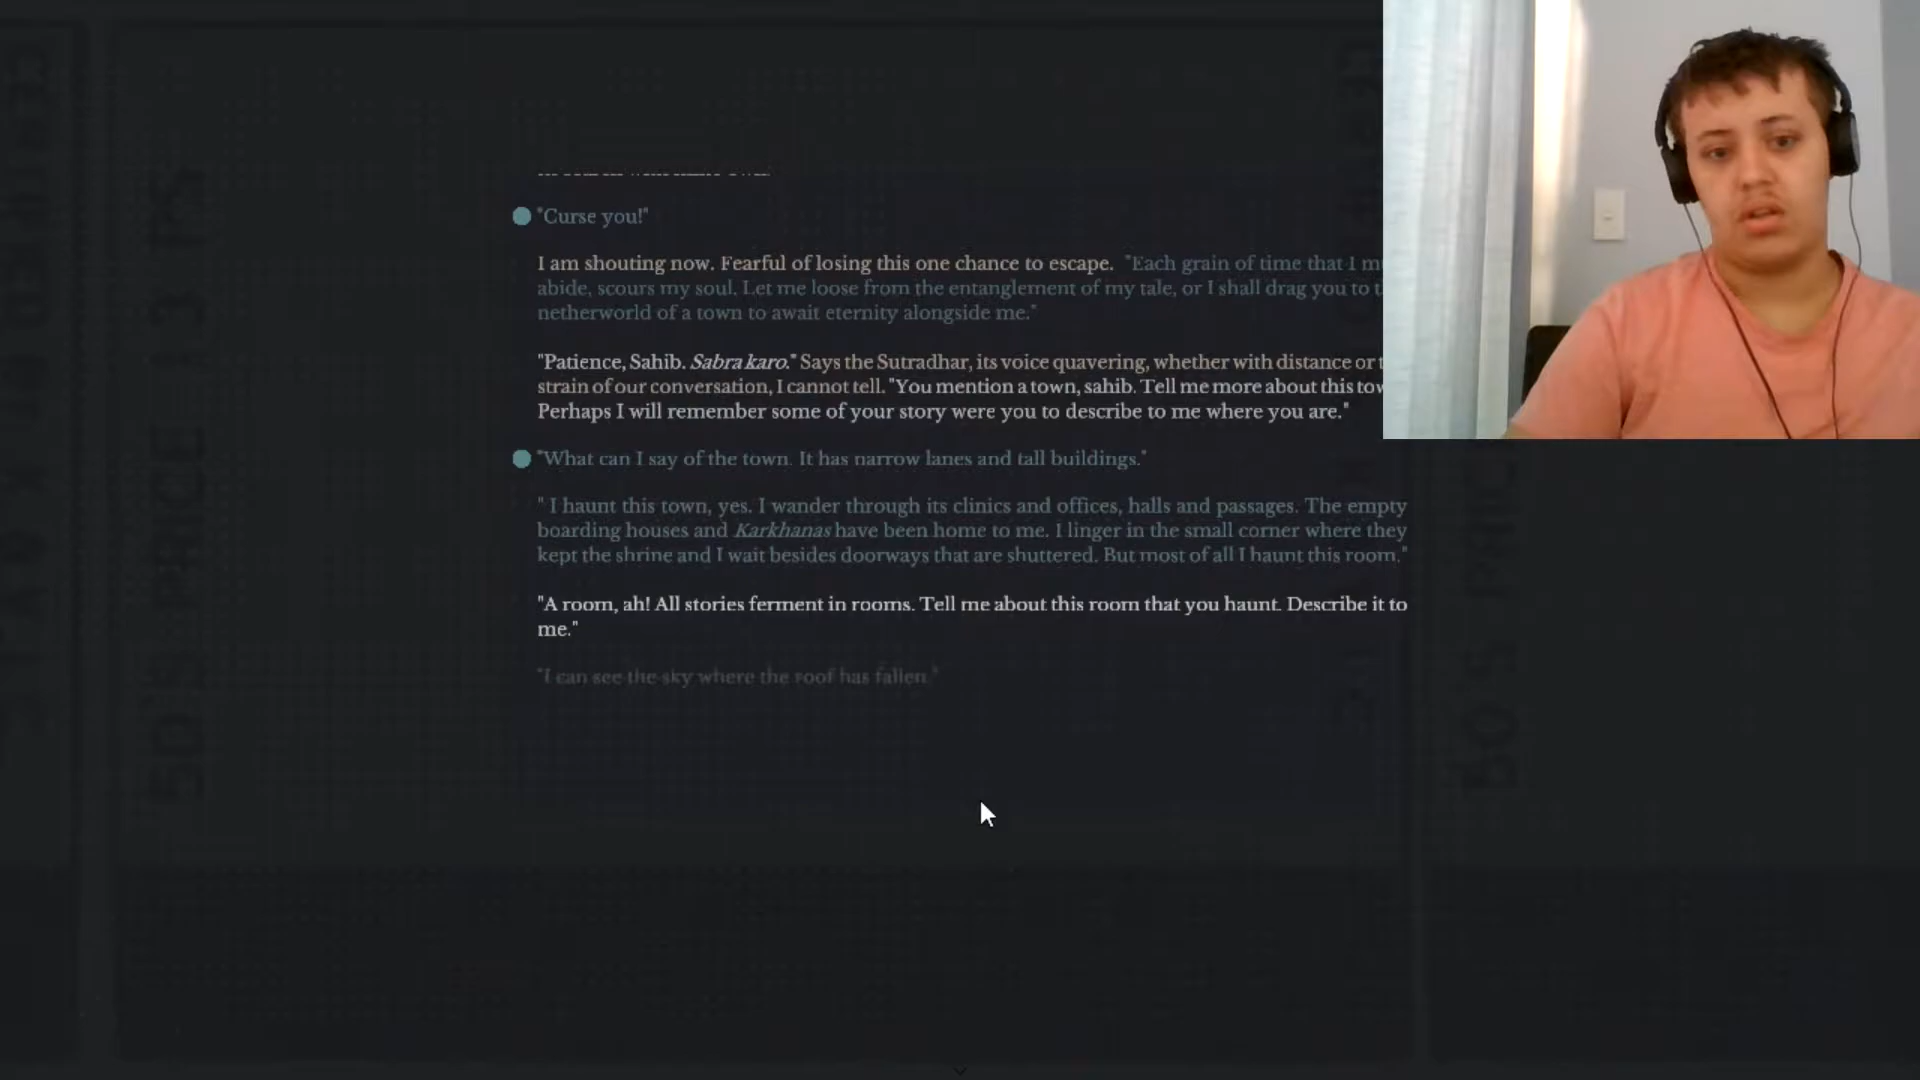 "Curse you!"
I am shouting now. Fearful of losing this one chance to escape. "Each grain of time that I
abide, scours my soul. Let me loose from the entanglement of my tale, or I shall drag you to
netherworld of a town to await eternity alongside me."
"Patience, Sahib. Sabra karo." Says the Sutradhar, its voice quavering, whether with distance or
strain of our conversation, I cannot tell. "You mention a town, sahib. Tell me more about this
Perhaps I will remember some of your story were you to describe to me where you are."
"What can I say of the town. It has narrow lanes and tall buildings."
" I haunt this town, yes. I wander through its clinics and offices, halls and passages. The empty
boarding houses and Karkhanas have been home to me. I linger in the small corner where they
kept the shrine and I wait besides doorways that are shuttered. But most of all I haunt this room."
"A room, ah! All stories ferment in rooms. Tell me about this room that you haunt. Describe it to
me."
"I can see the sky where the roof has fallen."